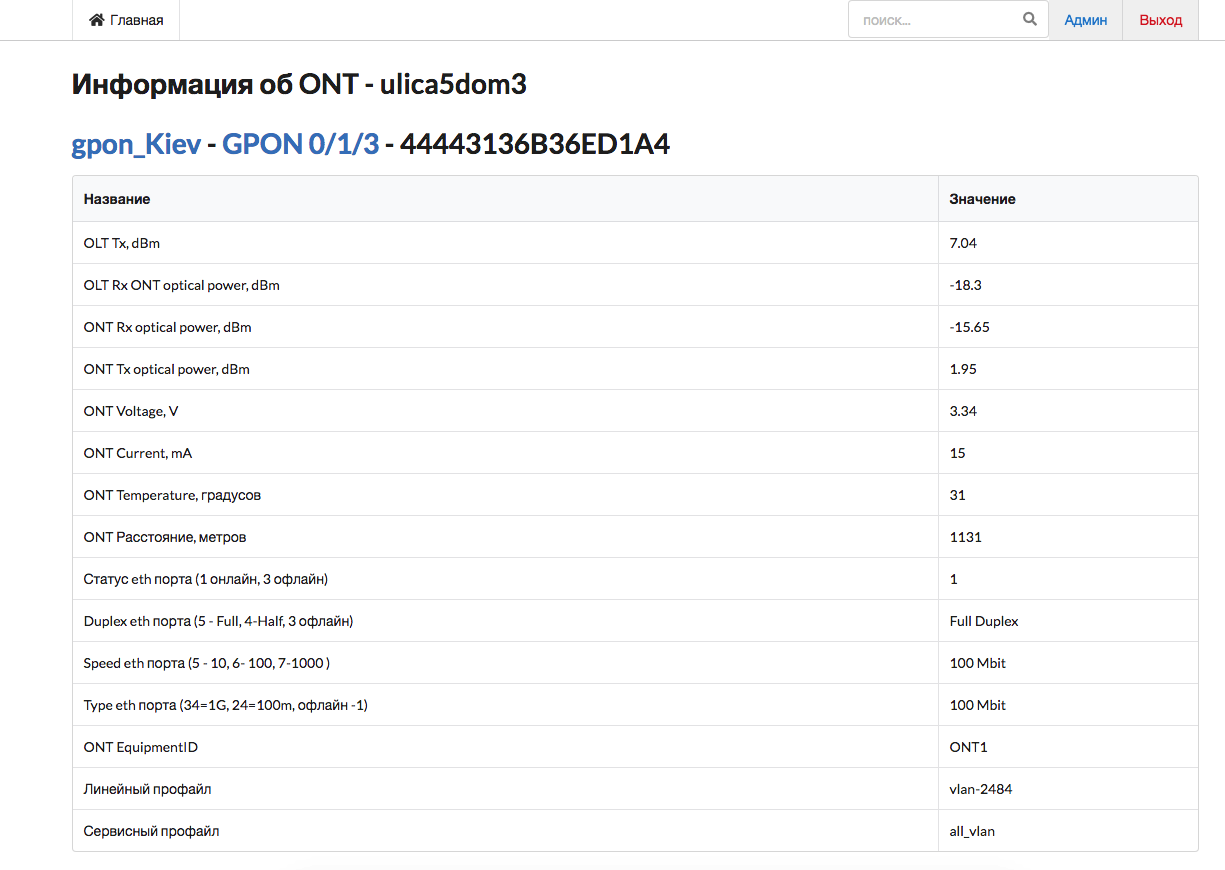 Главная поиск... Админ Выход
Информация об ONT - ulica5dom3
gpon_Kiev - GPON 0/1/3 - 44443136B36ED1A4
Название Значение
OLT Tx, dBm 7.04
OLT Rx ONT optical power, dBm -18.3
ONT Rx optical power, dBm -15.65
ONT Tx optical power, dBm 1.95
ONT Voltage, V 3.34
ONT Current, mA 15
ONT Temperature, градусов 31
ONT Расстояние, метров 1131
Статус eth порта (1 онлайн, 3 офлайн) 1
Duplex eth порта (5 - Full, 4-Half, 3 офлайн) Full Duplex
Speed eth порта (5 - 10, 6- 100, 7-1000 ) 100 Mbit
Type eth порта (34=1G, 24=100m, офлайн -1) 100 Mbit
ONT EquipmentID ONT1
Линейный профайл vlan-2484
Сервисный профайл all_vlan